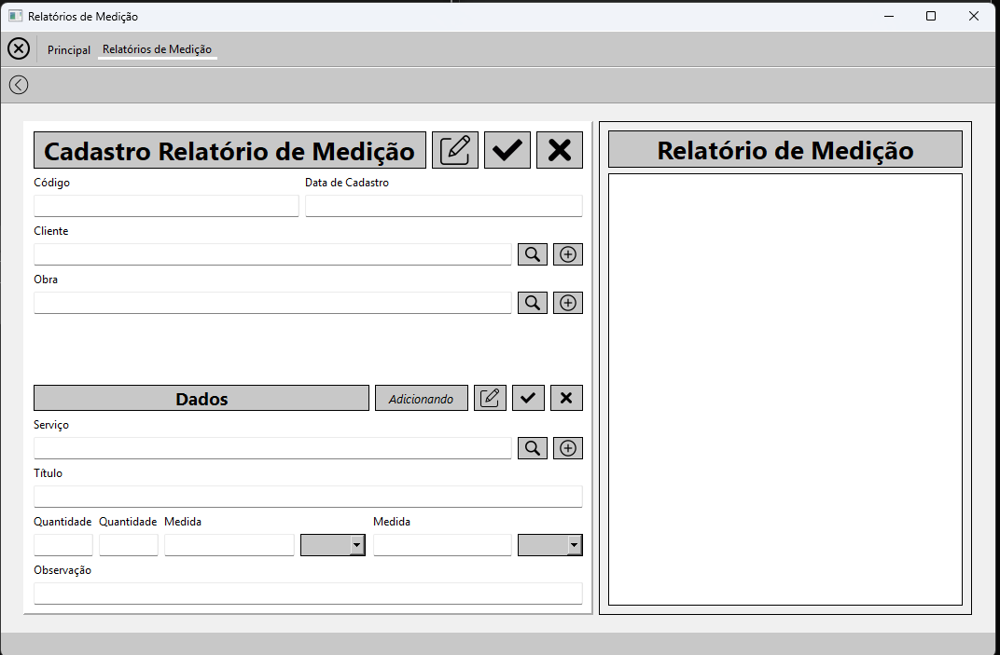 Relatórios de Medição
Principal Relatórios de Medição
Cadastro Relatório de Medição
Código Data de Cadastro
Cliente
Obra
Dados Adicionando
Serviço
Título
Quantidade Quantidade Medida Medida
Observação
Relatório de Medição